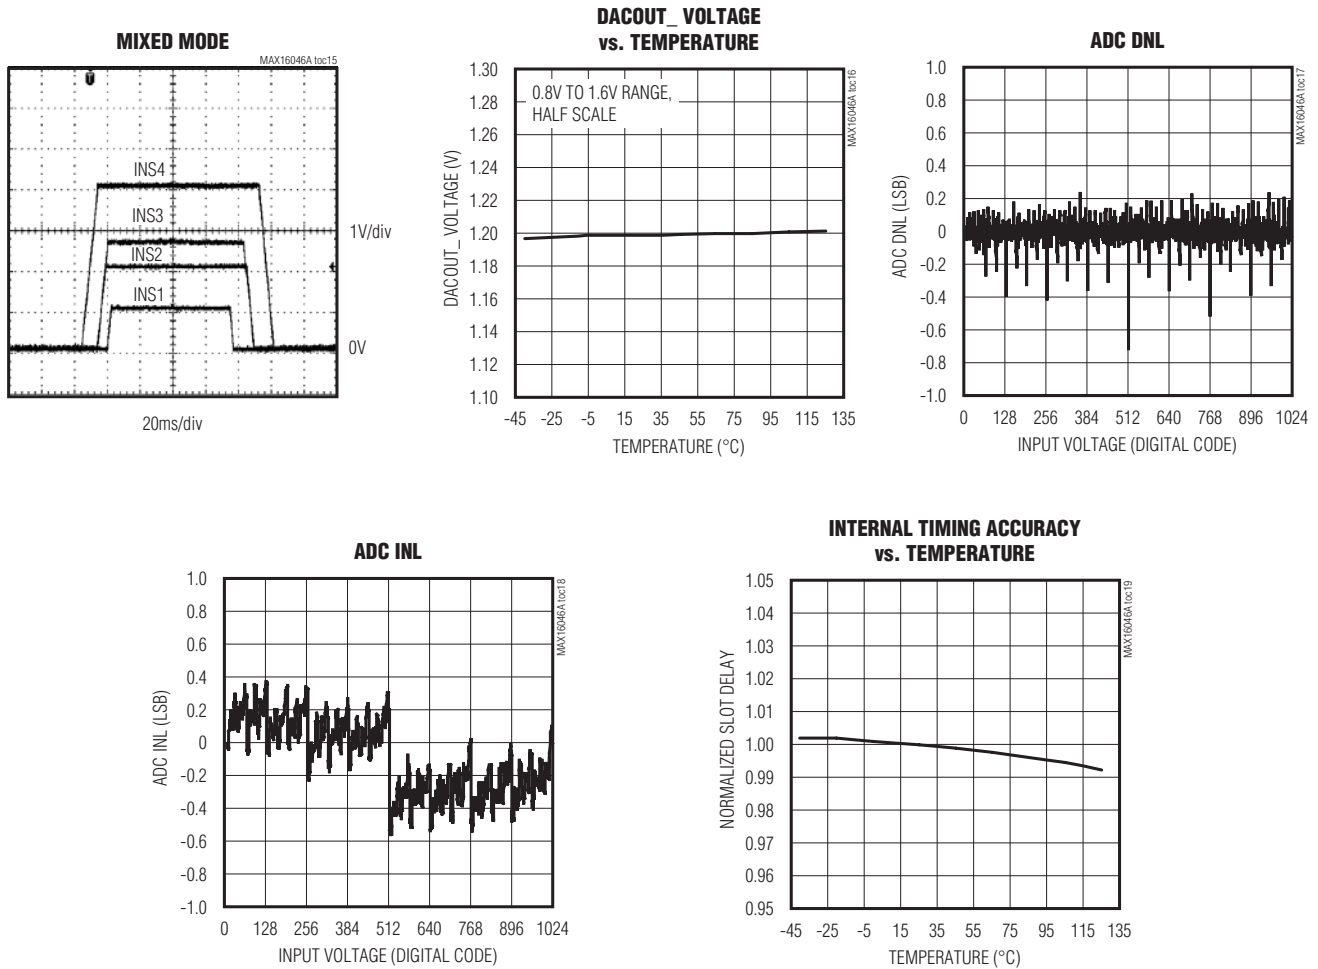 MIXED MODE
MAX16046A toc15
T
INS4
INS3
INS2
INS1
1V/div
0V
20ms/div
DACOUT_ VOLTAGE
vs. TEMPERATURE
MAX16046A toc16
0.8V TO 1.6V RANGE,
HALF SCALE
DACOUT_ VOLTAGE (V)
1.30
1.28
1.26
1.24
1.22
1.20
1.18
1.16
1.14
1.12
1.10
-45 -25 -5 15 35 55 75 95 115 135
TEMPERATURE (°C)
ADC DNL
MAX16046A toc17
ADC DNL (LSB)
1.0
0.8
0.6
0.4
0.2
0
-0.2
-0.4
-0.6
-0.8
-1.0
0 128 256 384 512 640 768 896 1024
INPUT VOLTAGE (DIGITAL CODE)
ADC INL
MAX16046A toc18
ADC INL (LSB)
1.0
0.8
0.6
0.4
0.2
0
-0.2
-0.4
-0.6
-0.8
-1.0
0 128 256 384 512 640 768 896 1024
INPUT VOLTAGE (DIGITAL CODE)
INTERNAL TIMING ACCURACY
vs. TEMPERATURE
MAX16046A toc19
NORMALIZED SLOT DELAY
1.05
1.04
1.03
1.02
1.01
1.00
0.99
0.98
0.97
0.96
0.95
-45 -25 -5 15 35 55 75 95 115 135
TEMPERATURE (°C)